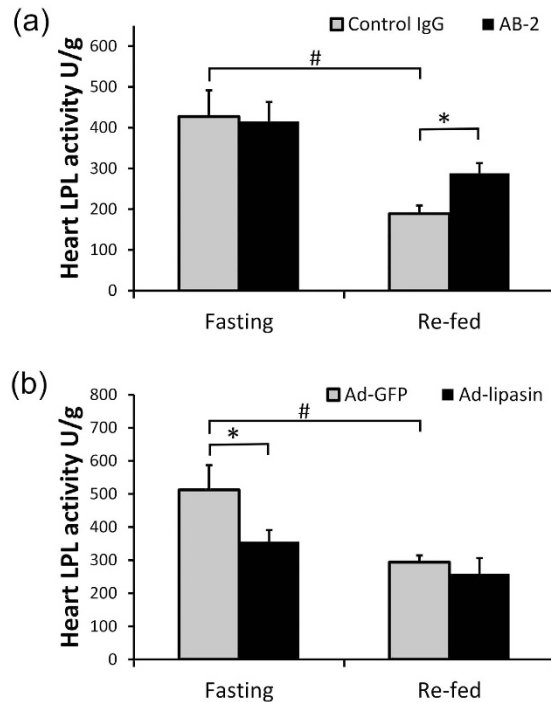 (a)
Control IgG AB-2
Heart LPL activity U/g
600
500
400
300
200
100
0
#
*
Fasting Re-fed
(b)
Ad-GFP Ad-lipasin
Heart LPL activity U/g
800
700
600
500
400
300
200
100
0
#
*
Fasting Re-fed